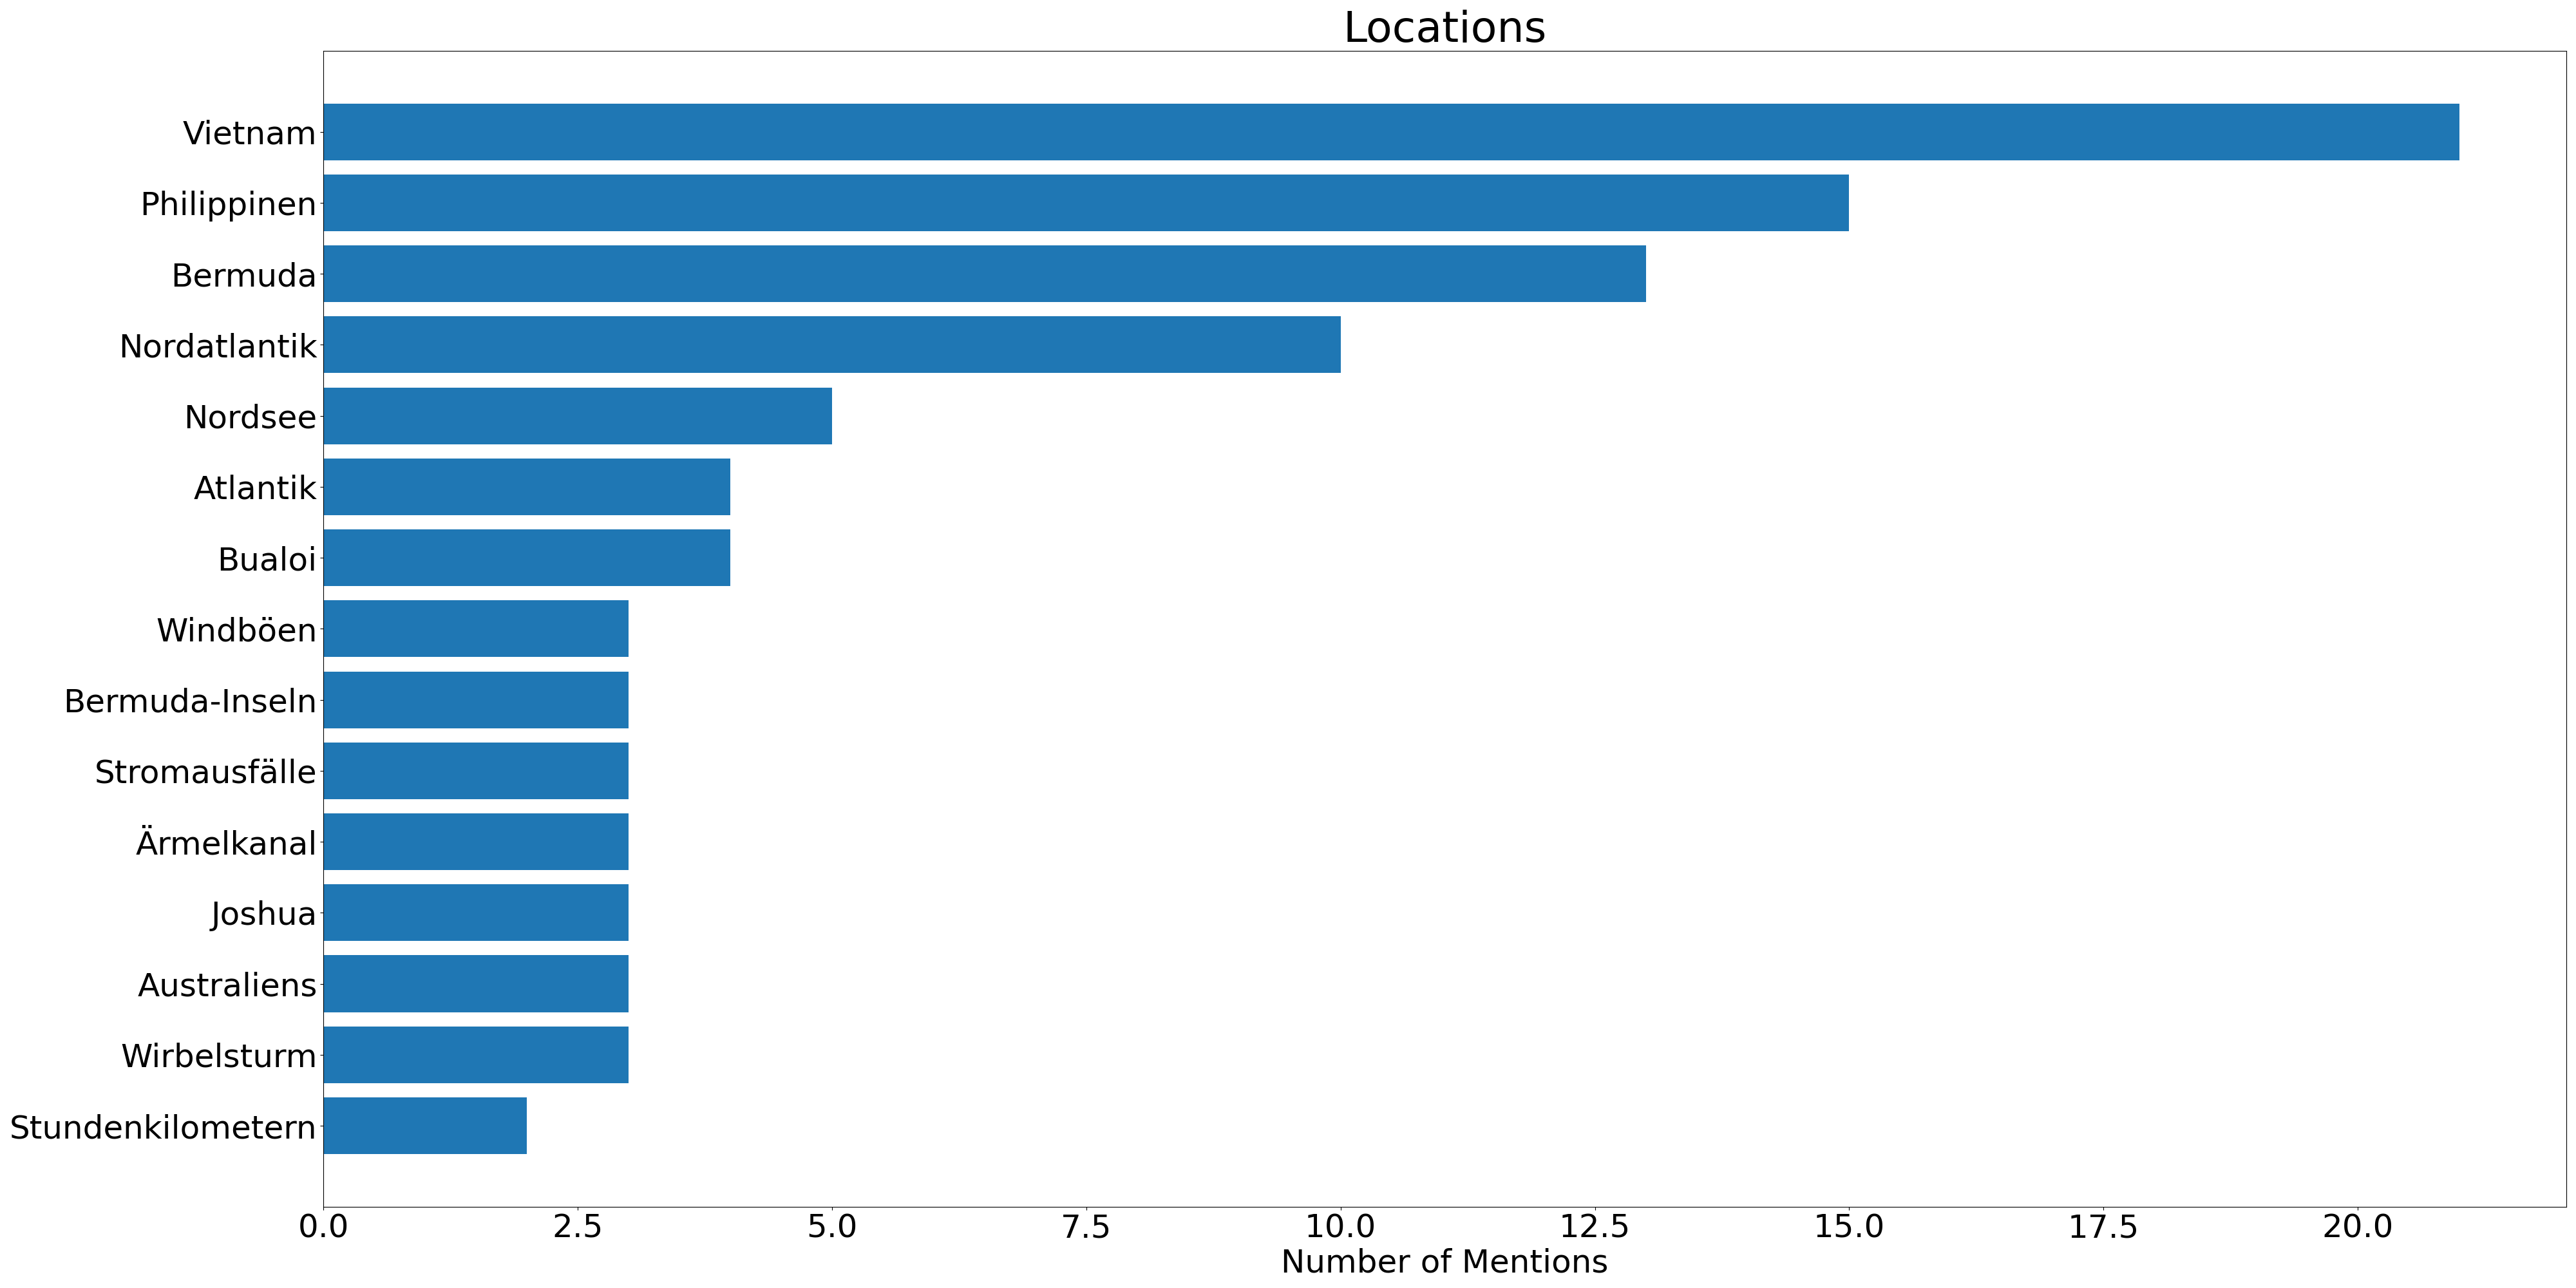 Locations
Vietnam
Philippinen
Bermuda
Nordatlantik
Nordsee
Atlantik
Bualoi
Windböen
Bermuda-Inseln
Stromausfälle
Ärmelkanal
Joshua
Australiens
Wirbelsturm
Stundenkilometern
0.0 2.5 5.0 7.5 10.0 12.5 15.0 17.5 20.0
Number of Mentions